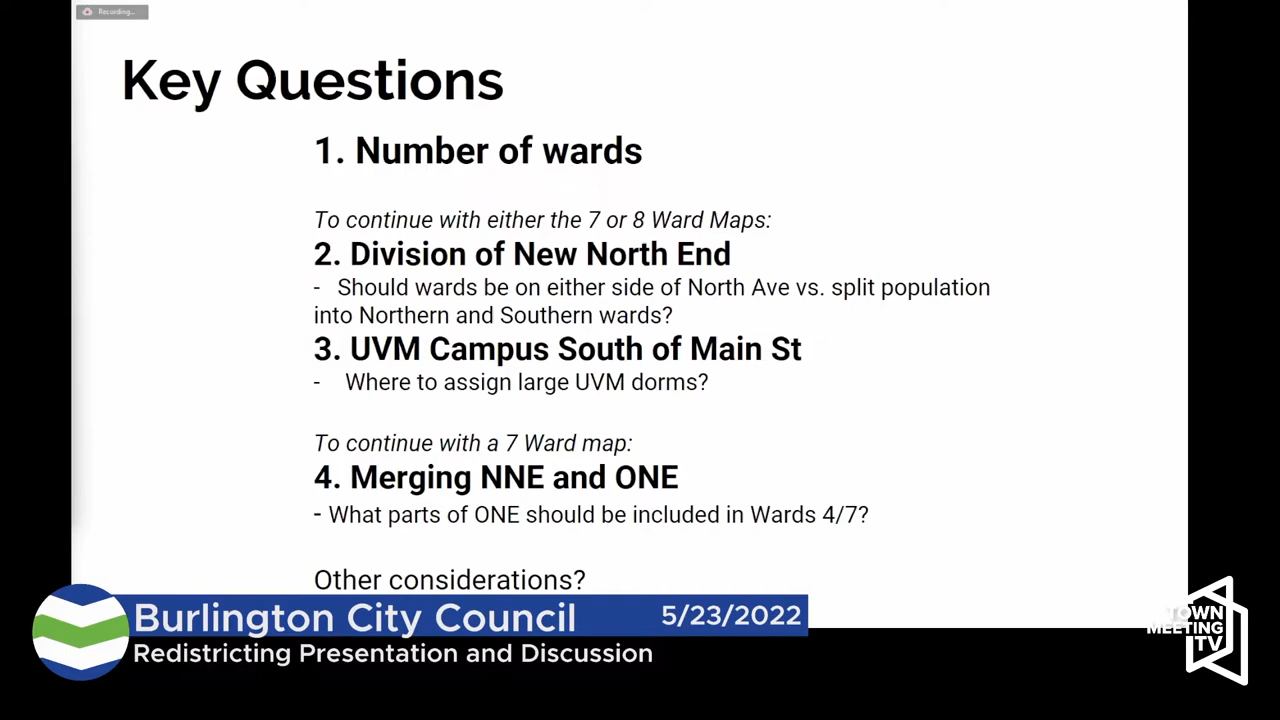 Recording...
Key Questions
1. Number of wards
To continue with either the 7 or 8 Ward Maps:
2. Division of New North End
- Should wards be on either side of North Ave vs. split population
into Northern and Southern wards?
3. UVM Campus South of Main St
- Where to assign large UVM dorms?
To continue with a 7 Ward map:
4. Merging NNE and ONE
- What parts of ONE should be included in Wards 4/7?
Other considerations?
Burlington City Council 5/23/2022
Redistricting Presentation and Discussion
TOWN
MEETING
TV